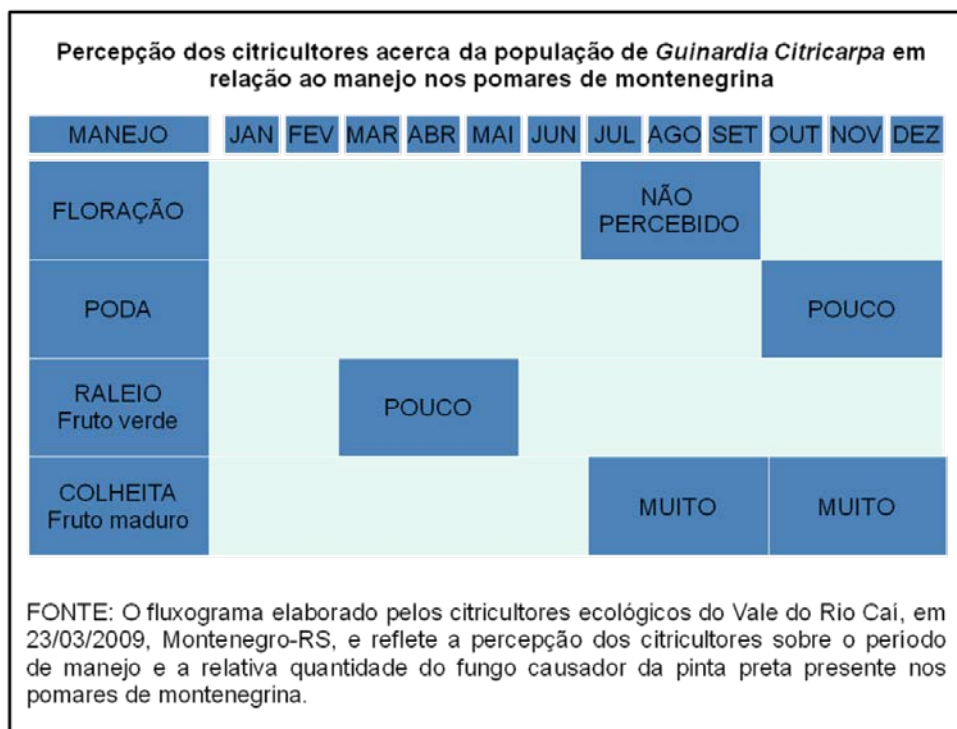 Percepção dos citricultores acerca da população de Guinardia Citricarpa em
relação ao manejo nos pomares de montenegrina
MANEJO JAN FEV MAR ABR MAI JUN JUL AGO SET OUT NOV DEZ
FLORAÇÃO
NÃO
PERCEBIDO
PODA
POUCO
RALEIO
Fruto verde
POUCO
COLHEITA
Fruto maduro
MUITO
MUITO
FONTE: O fluxograma elaborado pelos citricultores ecológicos do Vale do Rio Caí, em
23/03/2009, Montenegro-RS, e reflete a percepção dos citricultores sobre o período
de manejo e a relativa quantidade do fungo causador da pinta preta presente nos
pomares de montenegrina.